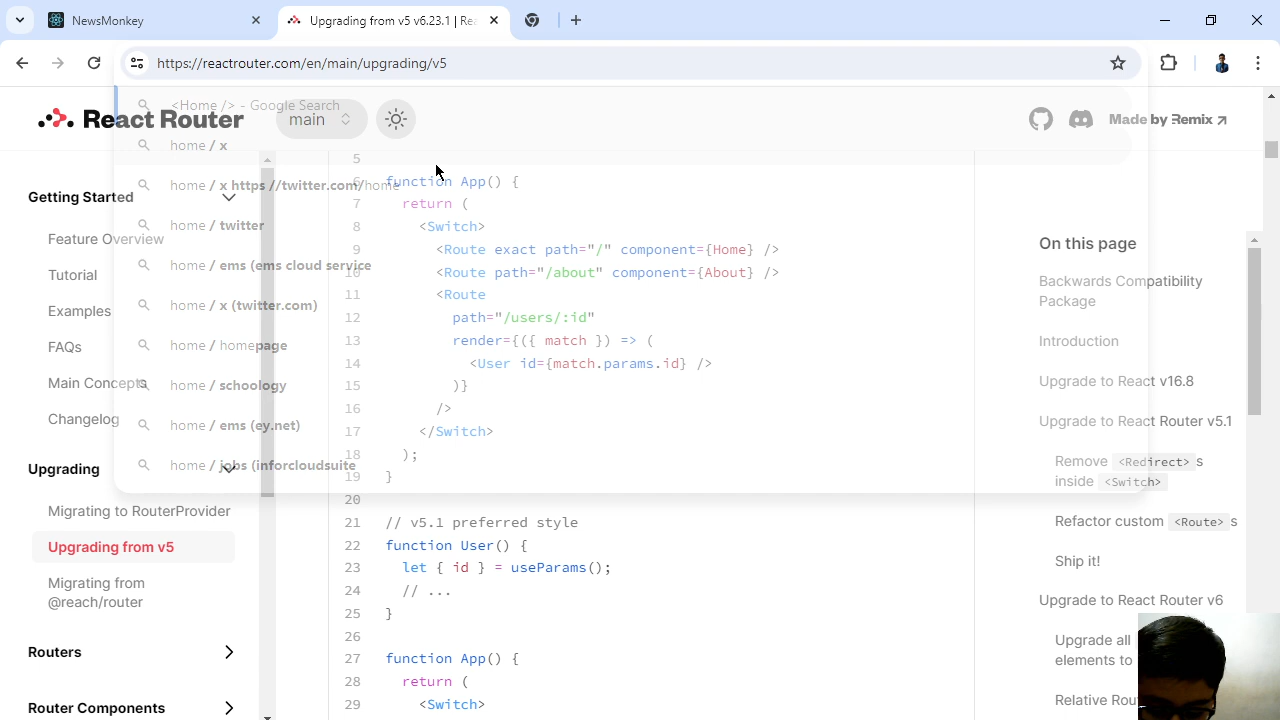 NewsMonkey
Upgrading from v5 v6.23.1 | Rea
https://reactrouter.com/en/main/upgrading/v5
<Home /> - Google Search
home / x
home / x https //twitter.com/home
home / twitter
home / ems (ems cloud service
home / x (twitter.com)
home / homepage
home / schoology
home / ems (ey.net)
home / jobs (inforcloudsuite
React Router
main
Made by Remix ↗
Getting Started
Feature Overview
Tutorial
Examples
FAQs
Main Concepts
Changelog
Upgrading
Migrating to RouterProvider
Upgrading from v5
Migrating from
@reach/router
Routers
Router Components
5
6 function App() {
7 return (
8 <Switch>
9 <Route exact path="/" component={Home} />
10 <Route path="/about" component={About} />
11 <Route
12 path="/users/:id"
13 render={({ match }) => (
14 <User id={match.params.id} />
15 )}
16 />
17 </Switch>
18 );
19 }
20
21 // v5.1 preferred style
22 function User() {
23 let { id } = useParams();
24 // ...
25 }
26
27 function App() {
28 return (
29 <Switch>
On this page
Backwards Compatibility
Package
Introduction
Upgrade to React v16.8
Upgrade to React Router v5.1
Remove <Redirect> s
inside <Switch>
Refactor custom <Route> s
Ship it!
Upgrade to React Router v6
Upgrade all
elements to
Relative Rou